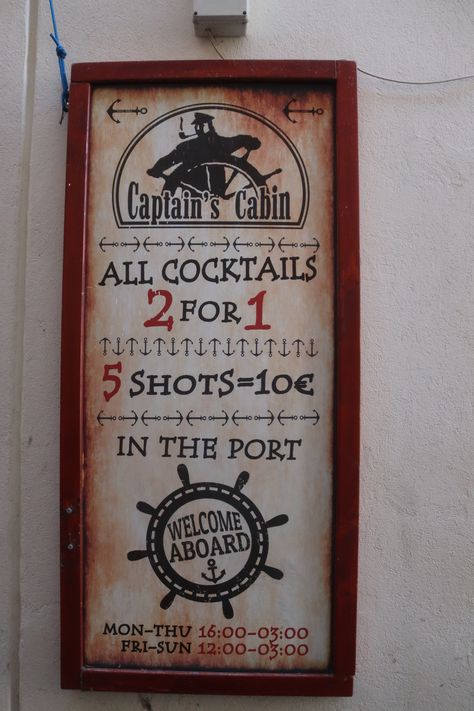 Captain's Cabin
ALL COCKTAILS
2 FOR 1
5 SHOTS=10€
IN THE PORT
WELCOME
ABOARD
MON-THU 16:00-03:00
FRI-SUN 12:00-03:00